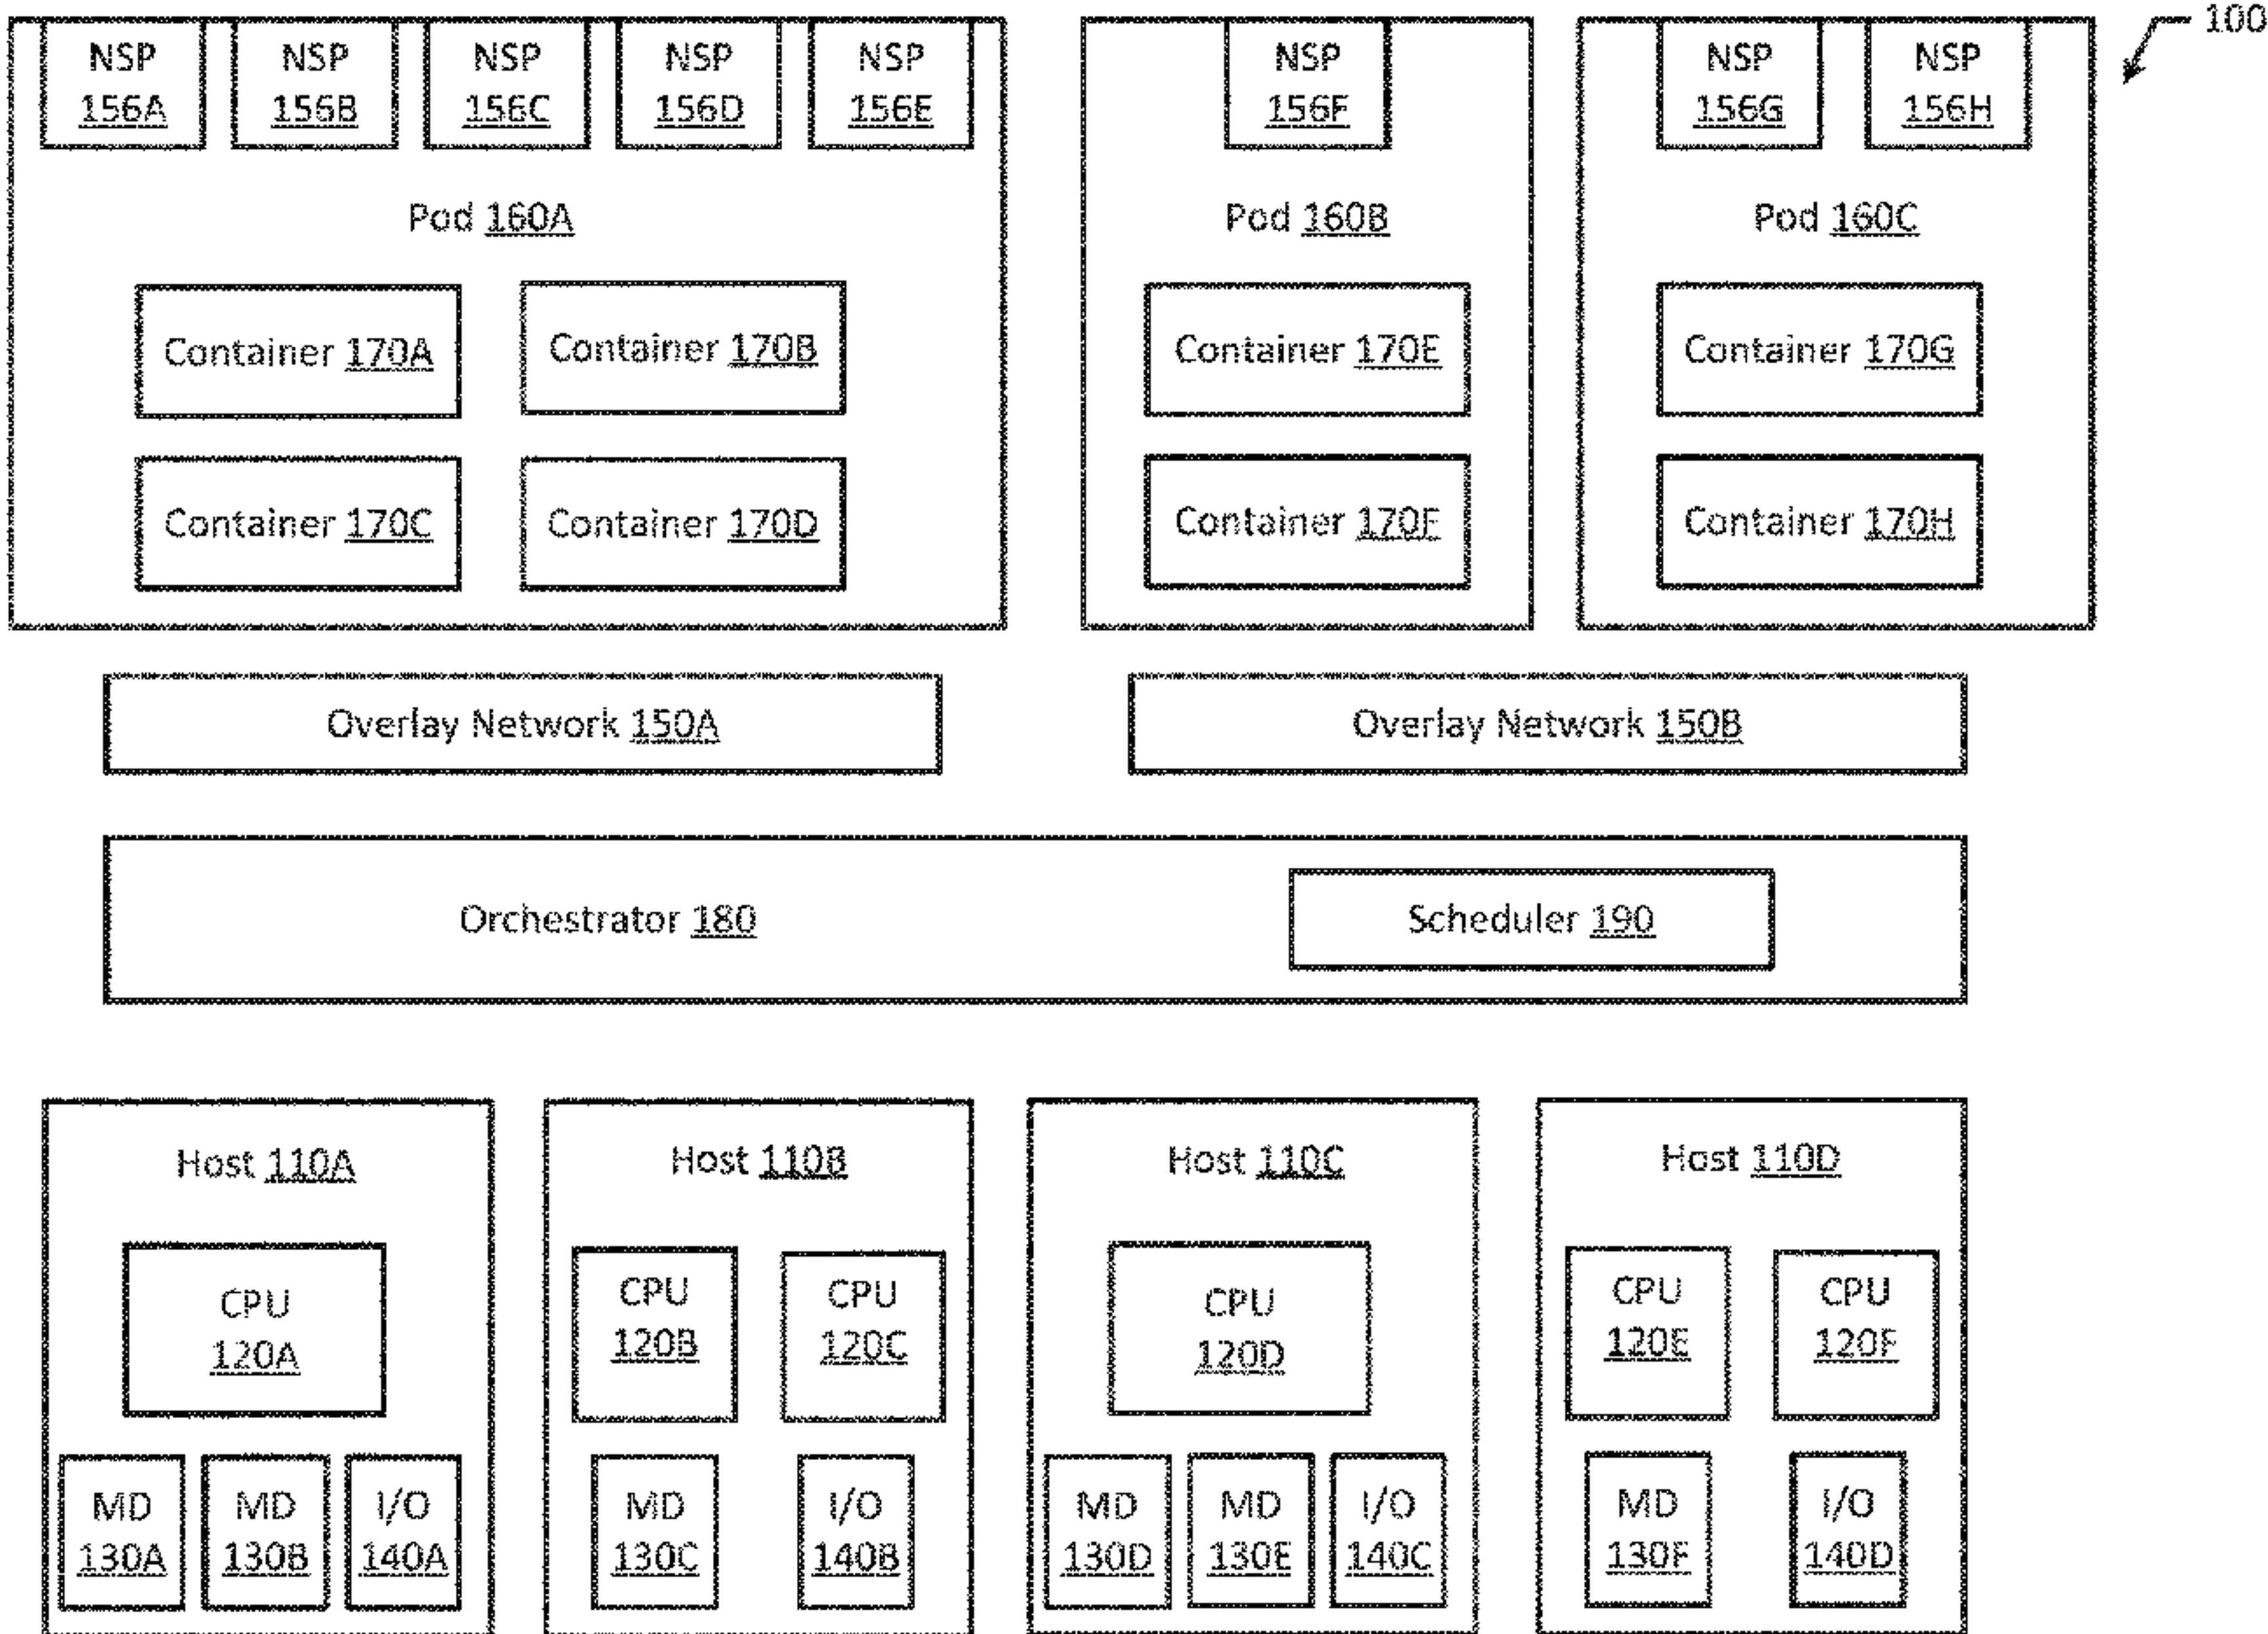 100
NSP NSP NSP NSP NSP NSP NSP NSP
156A 156B 156C 156D 156E 156F 156G 156H
Pod 160A Pod 160B Pod 160C
Container 170A Container 170B Container 170E Container 170G
Container 170C Container 170D Container 170F Container 170H
Overlay Network 150A Overlay Network 150B
Orchestrator 180 Scheduler 190
Host 110A Host 110B Host 110C Host 110D
CPU CPU CPU CPU CPU CPU
120A 120B 120C 120D 120E 120F
MD MD I/O MD I/O MD MD I/O MD I/O
130A 130B 140A 130C 140B 130D 130E 140C 130F 140D